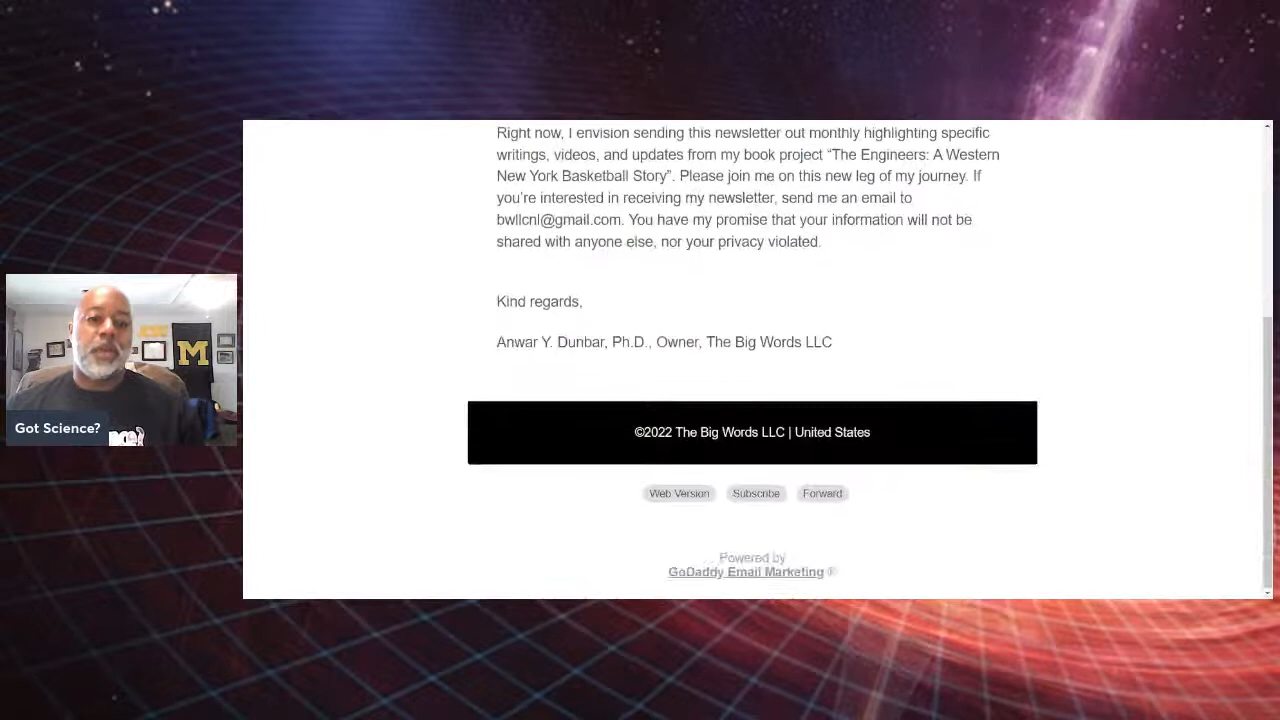 Right now, I envision sending this newsletter out monthly highlighting specific
writings, videos, and updates from my book project “The Engineers: A Western
New York Basketball Story”. Please join me on this new leg of my journey. If
you’re interested in receiving my newsletter, send me an email to
bwllcnl@gmail.com. You have my promise that your information will not be
shared with anyone else, nor your privacy violated.
Kind regards,
Anwar Y. Dunbar, Ph.D., Owner, The Big Words LLC
M
Got Science?
©2022 The Big Words LLC | United States
Web Version Subscribe Forward
Powered by
GoDaddy Email Marketing ®